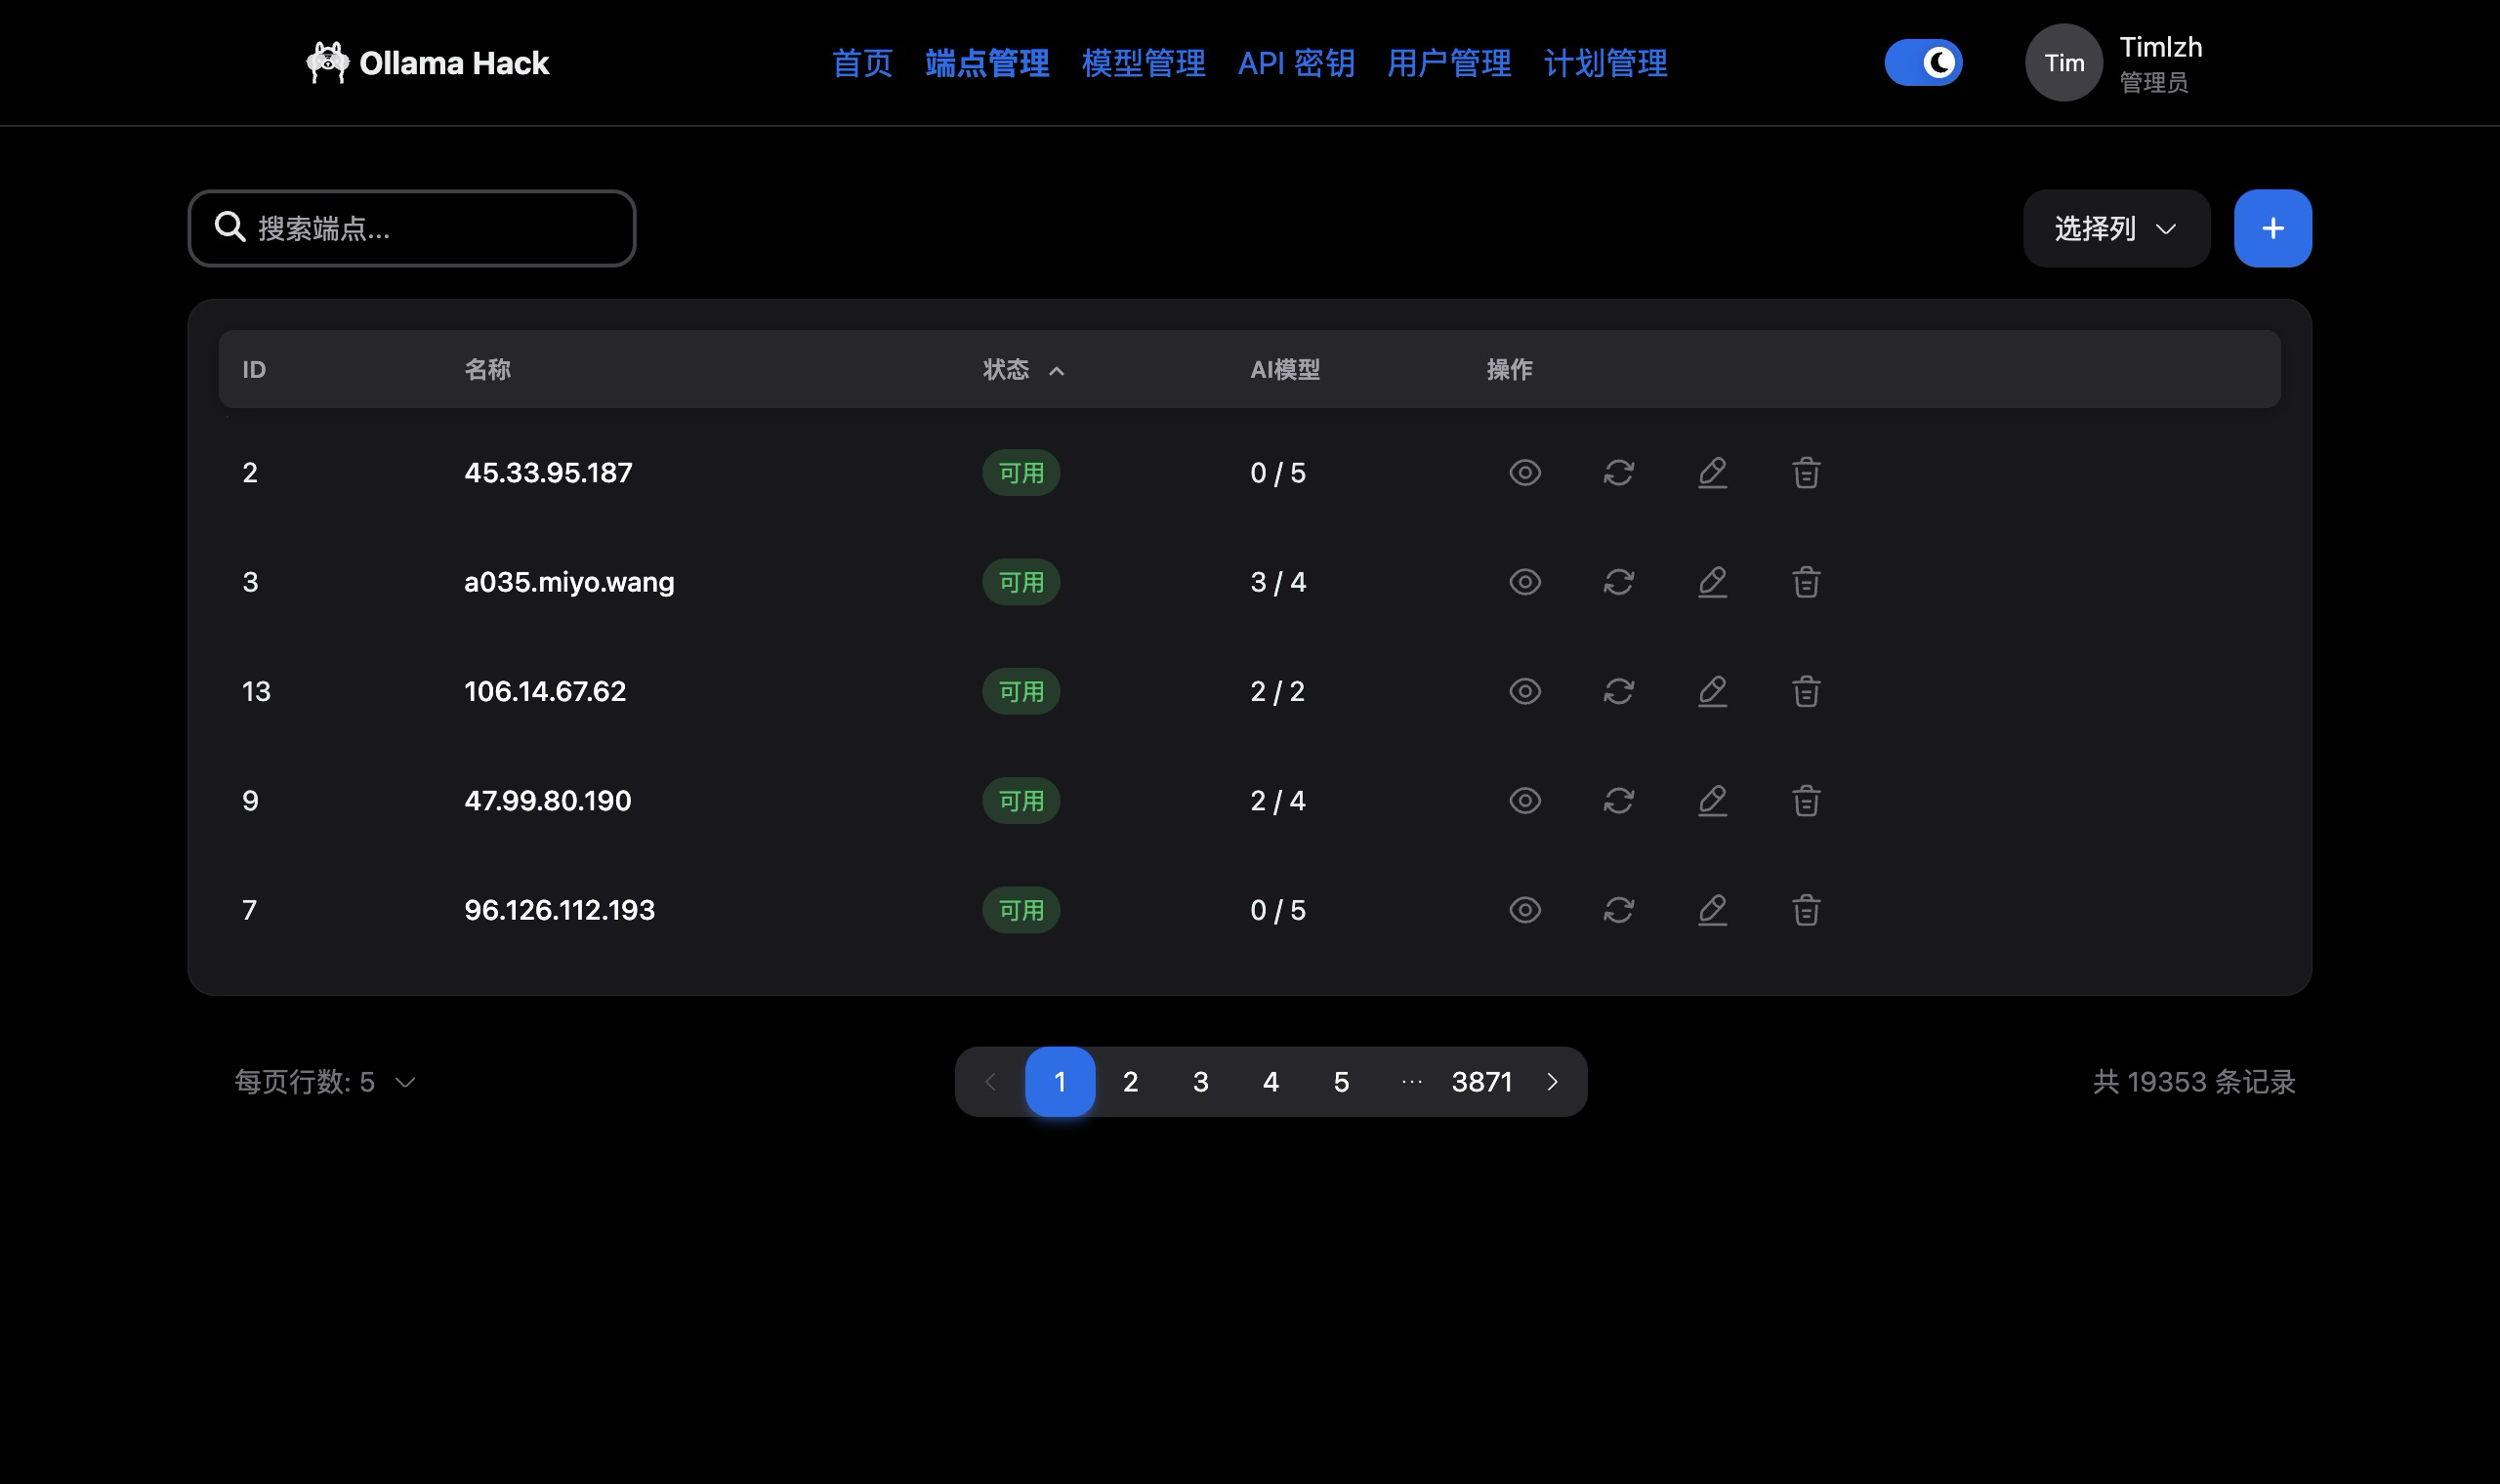 Ollama Hack 首页 端点管理 模型管理 API 密钥 用户管理 计划管理 Tim Timlzh
管理员
搜索端点... 选择列
ID 名称 状态 AI模型 操作
2 45.33.95.187 可用 0 / 5
3 a035.miyo.wang 可用 3 / 4
13 106.14.67.62 可用 2 / 2
9 47.99.80.190 可用 2 / 4
7 96.126.112.193 可用 0 / 5
每页行数: 5 1 2 3 4 5 ... 3871 共 19353 条记录